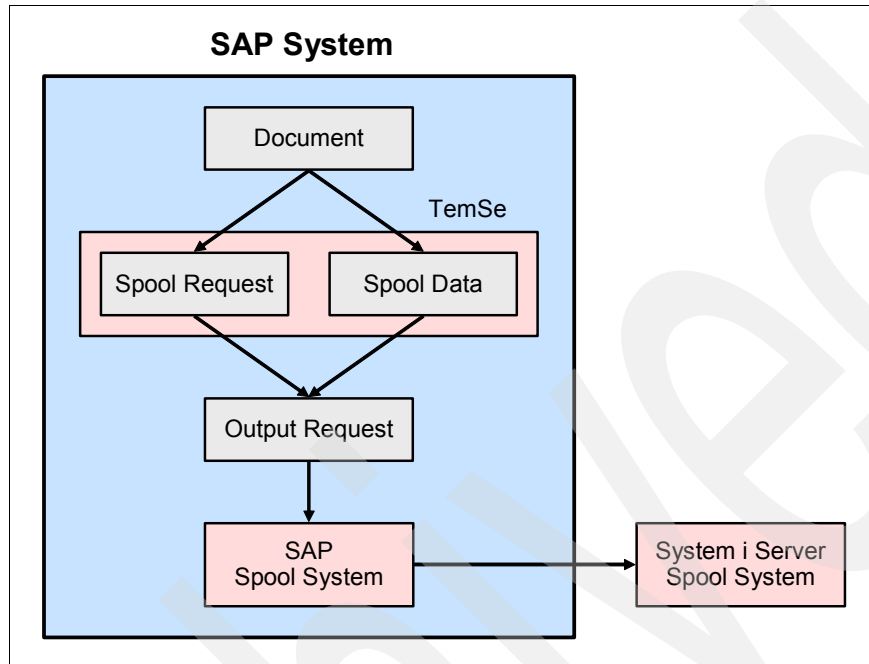 SAP System
Document
TemSe
Spool Request
Spool Data
Output Request
SAP
Spool System
System i Server
Spool System